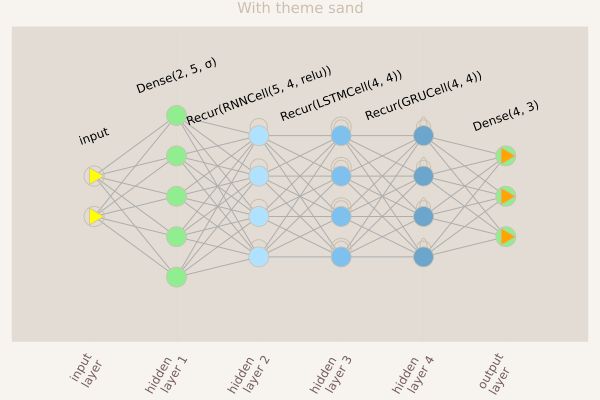 With theme sand
input
Dense(2, 5, σ)
Recur(RNNCell(5, 4, relu))
Recur(LSTMCell(4, 4))
Recur(GRUCell(4, 4))
Dense(4, 3)
input
layer
hidden
layer 1
hidden
layer 2
hidden
layer 3
hidden
layer 4
output
layer